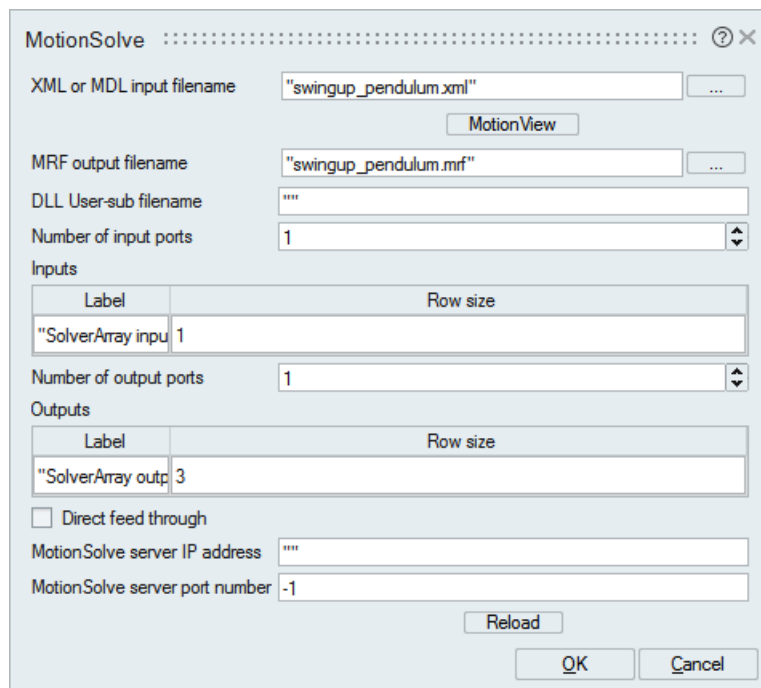 MotionSolve
XML or MDL input filename "swingup_pendulum.xml" ...
MotionView
MRF output filename "swingup_pendulum.mrf" ...
DLL User-sub filename ""
Number of input ports 1
Inputs
Label Row size
"SolverArray inpu 1
Number of output ports 1
Outputs
Label Row size
"SolverArray outp 3
Direct feed through
MotionSolve server IP address ""
MotionSolve server port number -1
Reload
OK Cancel